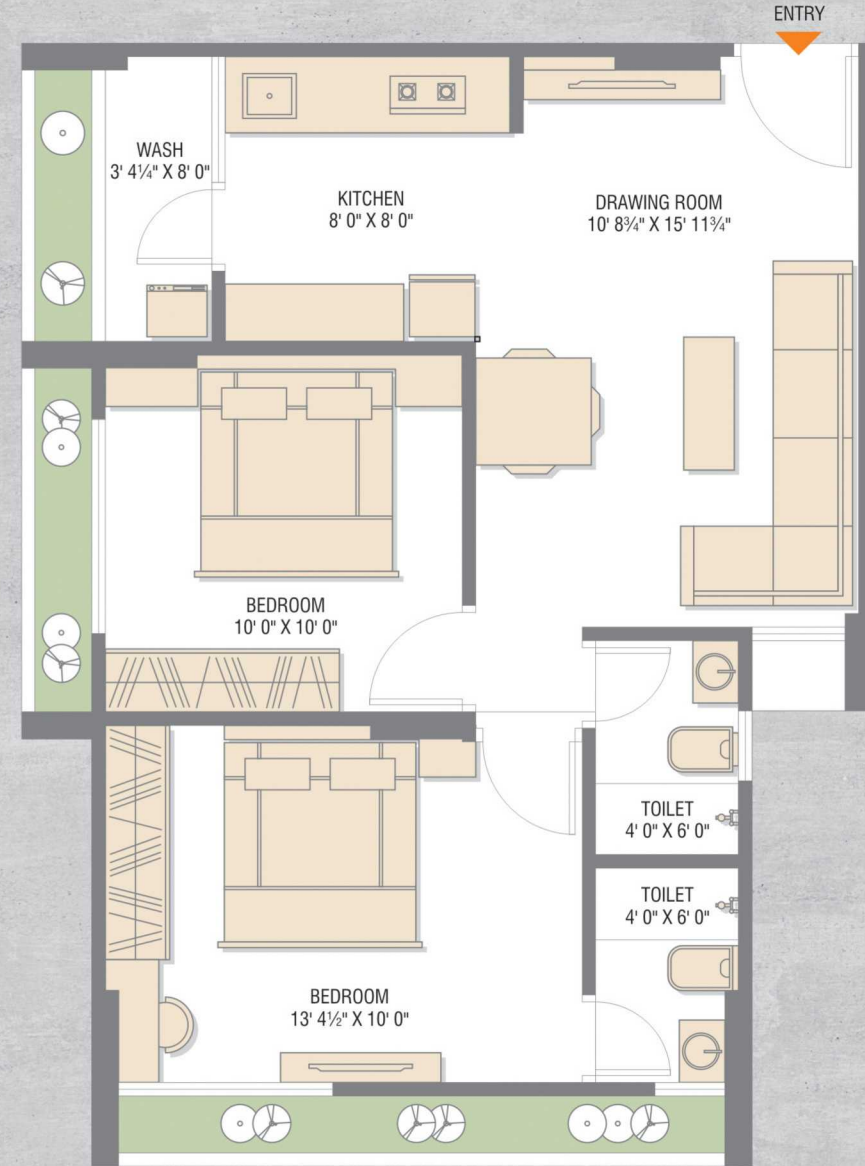 ENTRY
WASH
3' 4¼" X 8' 0"
KITCHEN
8' 0" X 8' 0"
DRAWING ROOM
10' 8¾" X 15' 11¾"
BEDROOM
10' 0" X 10' 0"
TOILET
4' 0" X 6' 0"
TOILET
4' 0" X 6' 0"
BEDROOM
13' 4½" X 10' 0"